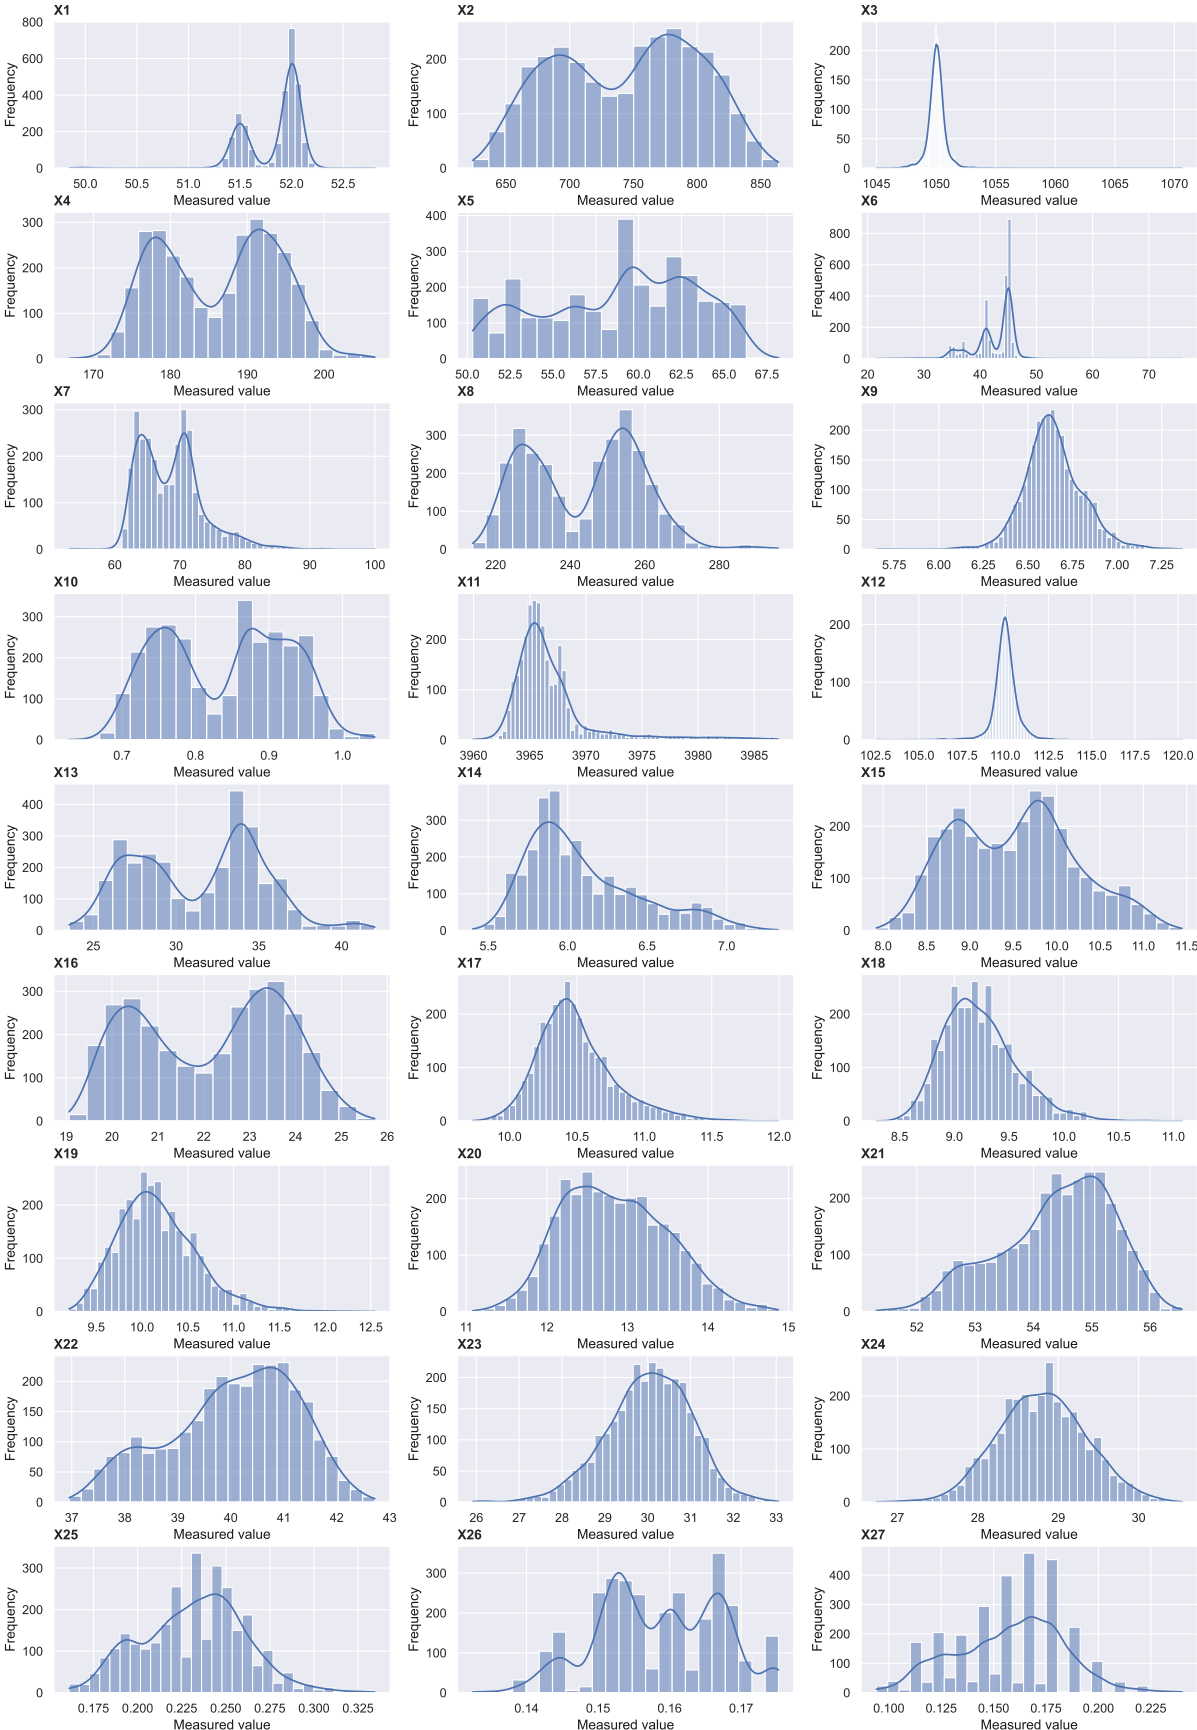 X1 X2 X3
Frequency 800 600 400 200 0
Frequency 200 100 0
Frequency 200 150 100 50 0
50.0 50.5 51.0 51.5 52.0 52.5
650 700 750 800 850
1045 1050 1055 1060 1065 1070
Measured value Measured value Measured value
X4 X5 X6
Frequency 300 200 100 0
Frequency 400 300 200 100 0
Frequency 800 600 400 200 0
170 180 190 200
50.0 52.5 55.0 57.5 60.0 62.5 65.0 67.5
20 30 40 50 60 70
Measured value Measured value Measured value
X7 X8 X9
Frequency 300 200 100 0
Frequency 300 200 100 0
Frequency 200 150 100 50 0
60 70 80 90 100
220 240 260 280
5.75 6.00 6.25 6.50 6.75 7.00 7.25
Measured value Measured value Measured value
X10 X11 X12
Frequency 300 200 100 0
Frequency 200 100 0
Frequency 200 100 0
0.7 0.8 0.9 1.0
3960 3965 3970 3975 3980 3985
102.5 105.0 107.5 110.0 112.5 115.0 117.5 120.0
Measured value Measured value Measured value
X13 X14 X15
Frequency 400 300 200 100 0
Frequency 300 200 100 0
Frequency 200 100 0
25 30 35 40
5.5 6.0 6.5 7.0
8.0 8.5 9.0 9.5 10.0 10.5 11.0 11.5
Measured value Measured value Measured value
X16 X17 X18
Frequency 300 200 100 0
Frequency 200 100 0
Frequency 200 100 0
19 20 21 22 23 24 25 26
10.0 10.5 11.0 11.5 12.0
8.5 9.0 9.5 10.0 10.5 11.0
Measured value Measured value Measured value
X19 X20 X21
Frequency 200 100 0
Frequency 200 100 0
Frequency 200 100 0
9.5 10.0 10.5 11.0 11.5 12.0 12.5
11 12 13 14 15
52 53 54 55 56
Measured value Measured value Measured value
X22 X23 X24
Frequency 200 150 100 50 0
Frequency 200 150 100 50 0
Frequency 200 100 0
37 38 39 40 41 42 43
26 27 28 29 30 31 32 33
27 28 29 30
Measured value Measured value Measured value
X25 X26 X27
Frequency 300 200 100 0
Frequency 300 200 100 0
Frequency 400 300 200 100 0
0.175 0.200 0.225 0.250 0.275 0.300 0.325
0.14 0.15 0.16 0.17
0.100 0.125 0.150 0.175 0.200 0.225
Measured value Measured value Measured value